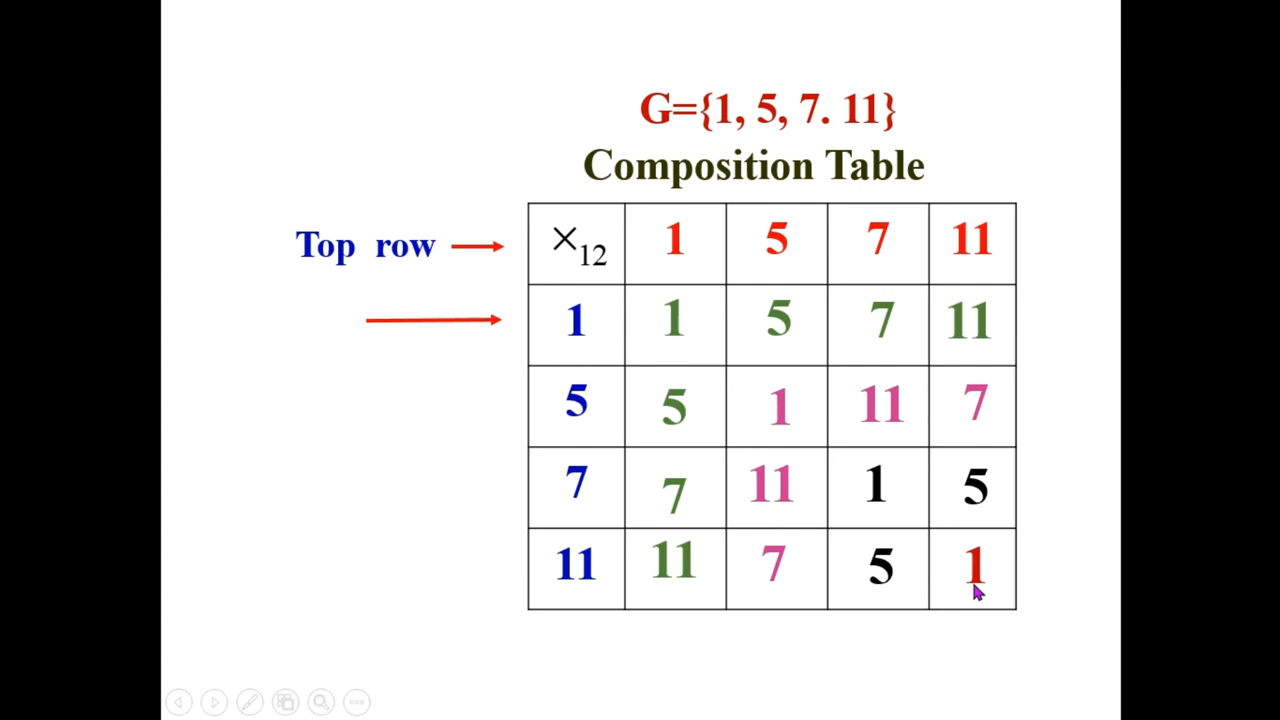 G={1, 5, 7. 11}
Composition Table
Top row
×12 1 5 7 11
1 1 5 7 11
5 5 1 11 7
7 7 11 1 5
11 11 7 5 1